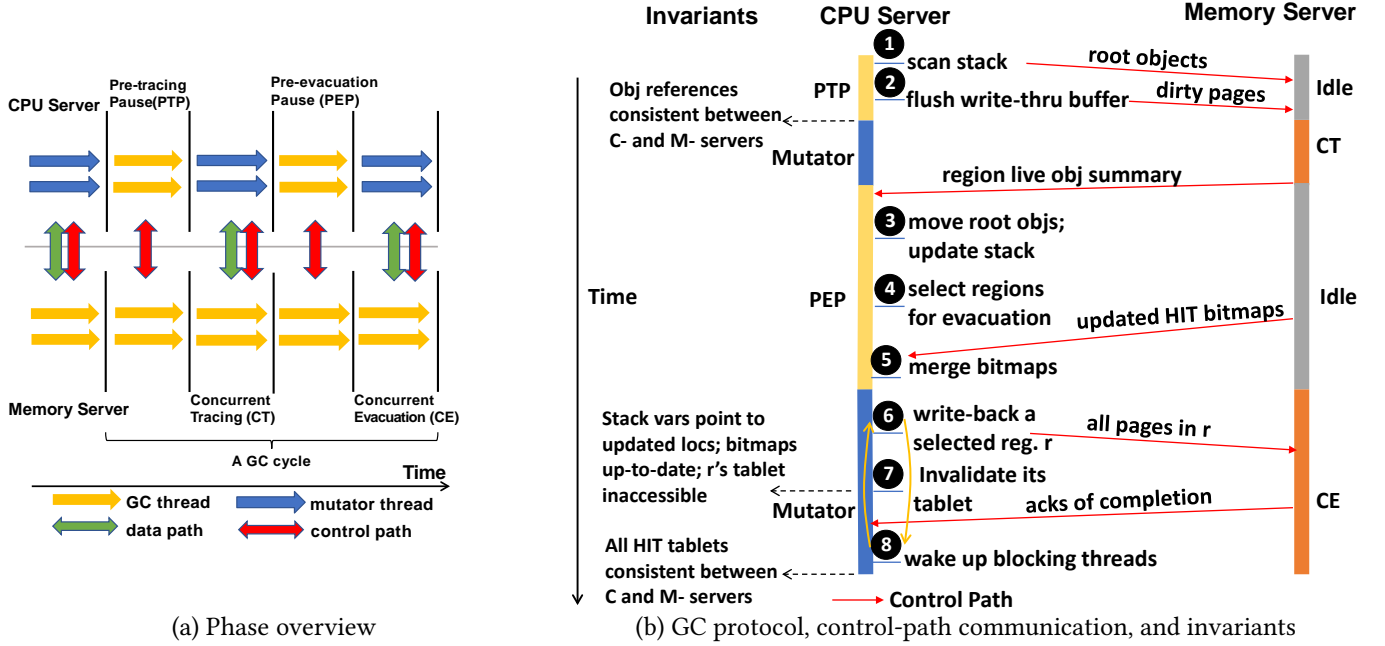 Pre-tracing
Pause(PTP)
Pre-evacuation
Pause (PEP)
CPU Server
Memory Server
Concurrent
Tracing (CT)
Concurrent
Evacuation (CE)
A GC cycle
Time
GC thread
mutator thread
data path
control path
(a) Phase overview
Invariants
CPU Server
Memory Server
1
scan stack
root objects
2
flush write-thru buffer
dirty pages
PTP
Idle
Obj references
consistent between
C- and M- servers
Mutator
CT
region live obj summary
3
move root objs;
update stack
Time
PEP
4
select regions
for evacuation
Idle
updated HIT bitmaps
5
merge bitmaps
6
write-back a
selected reg. r
all pages in r
Stack vars point to
updated locs; bitmaps
up-to-date; r's tablet
inaccessible
7
Invalidate its
tablet
Mutator
acks of completion
CE
8
wake up blocking threads
All HIT tablets
consistent between
C and M- servers
Control Path
(b) GC protocol, control-path communication, and invariants